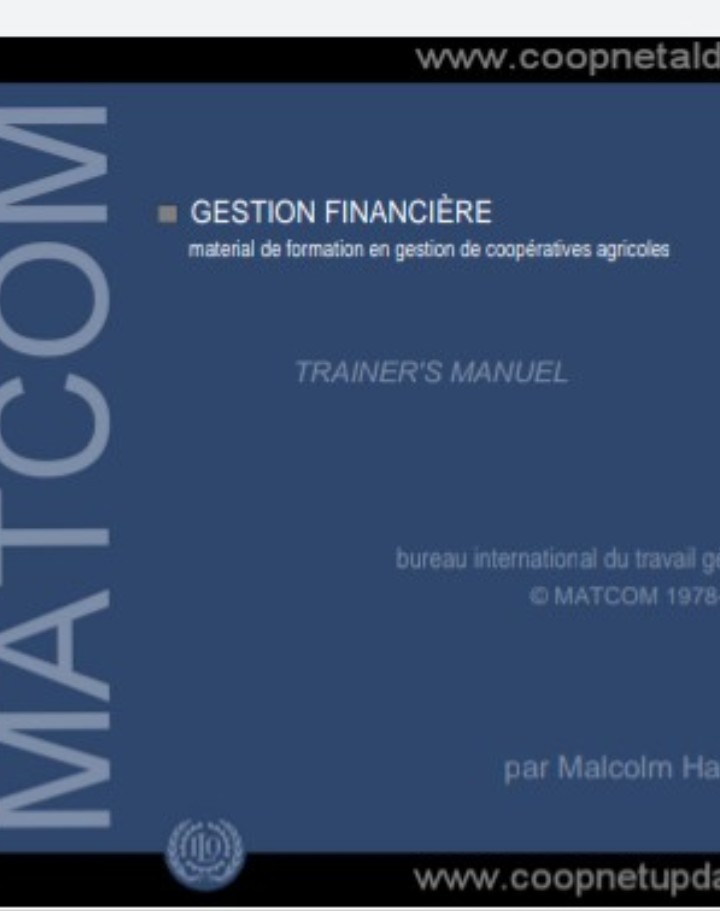 www.coopnetald
MATCOM
GESTION FINANCIÈRE
material de formation en gestion de coopératives agricoles
TRAINER'S MANUEL
bureau international du travail ge
© MATCOM 1978-
par Malcolm Ha
ILO
www.coopnetupda